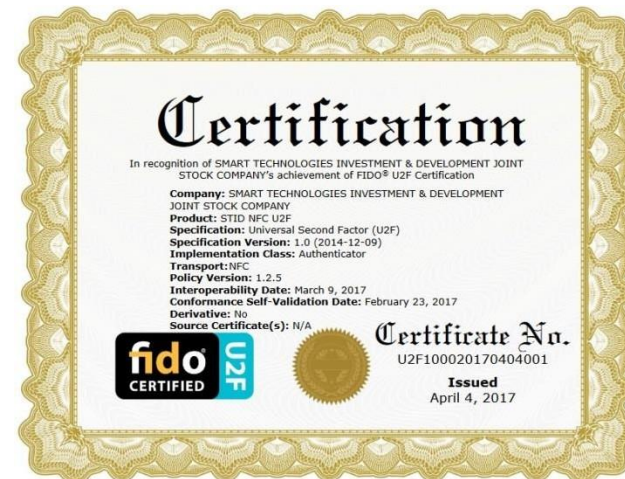 Certification
In recognition of SMART TECHNOLOGIES INVESTMENT & DEVELOPMENT JOINT
STOCK COMPANY's achievement of FIDO® U2F Certification
Company: SMART TECHNOLOGIES INVESTMENT & DEVELOPMENT
JOINT STOCK COMPANY
Product: STID NFC U2F
Specification: Universal Second Factor (U2F)
Specification Version: 1.0 (2014-12-09)
Implementation Class: Authenticator
Transport:NFC
Policy Version: 1.2.5
Interoperability Date: March 9, 2017
Conformance Self-Validation Date: February 23, 2017
Derivative: No
Source Certificate(s): N/A
fido
CERTIFIED
U2F
Certificate No.
U2F100020170404001
Issued
April 4, 2017